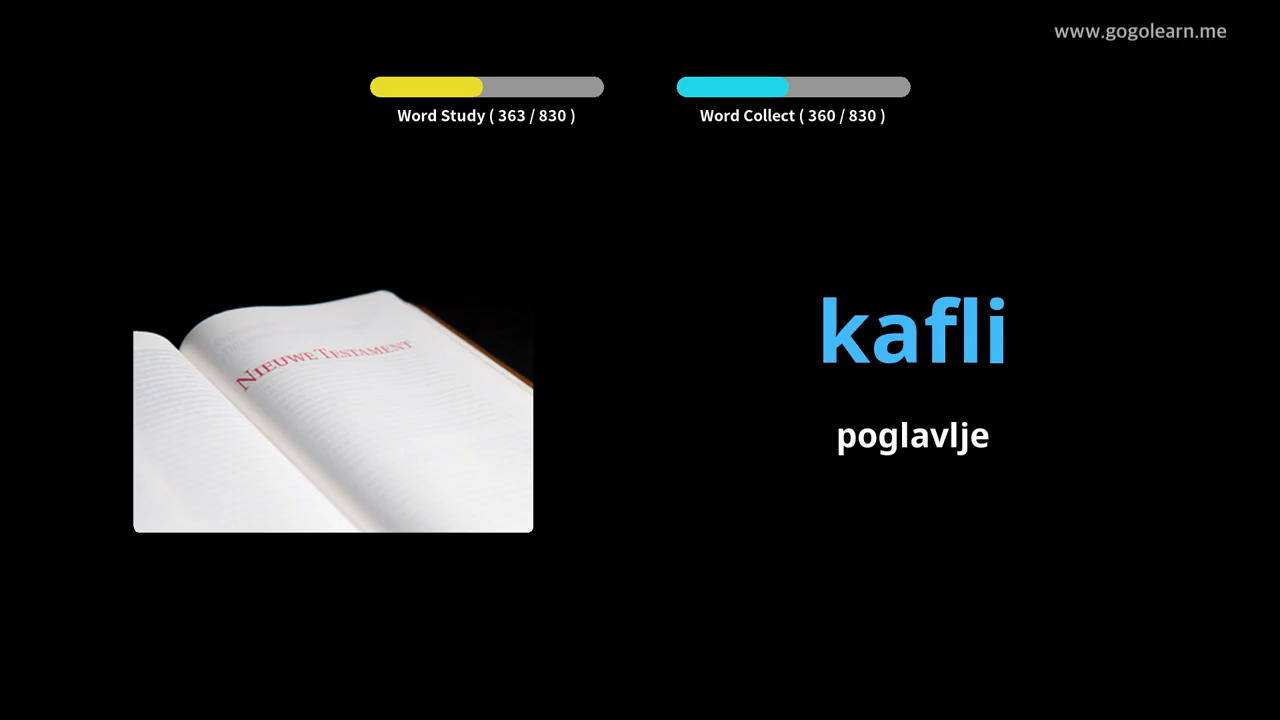 www.gogolearn.me
Word Study ( 363 / 830 )
Word Collect ( 360 / 830 )
NIEUWE TESTAMENT
kafli
poglavlje